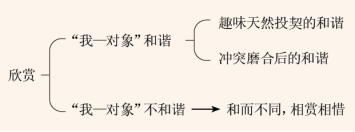 趣味天然投契的和谐
“我—对象”和谐
冲突磨合后的和谐
欣赏
“我—对象”不和谐
和而不同，相赏相惜